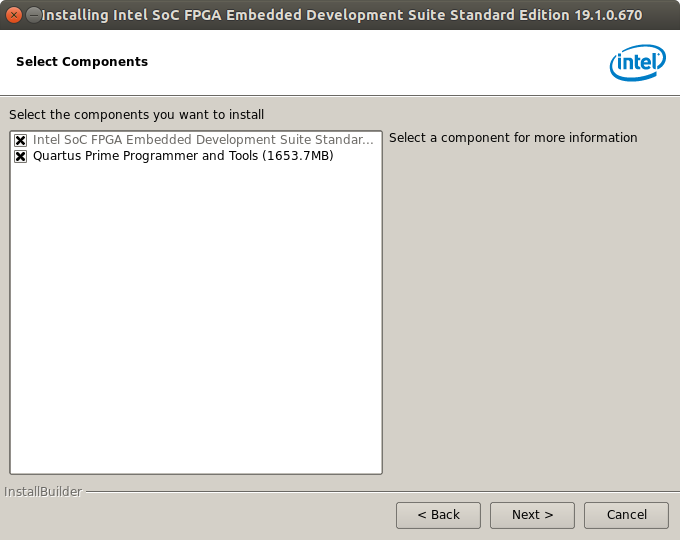 Installing Intel SoC FPGA Embedded Development Suite Standard Edition 19.1.0.670
Select Components
intel
Select the components you want to install
Intel SoC FPGA Embedded Development Suite Standar...
Select a component for more information
Quartus Prime Programmer and Tools (1653.7MB)
InstallBuilder
< Back
Next >
Cancel